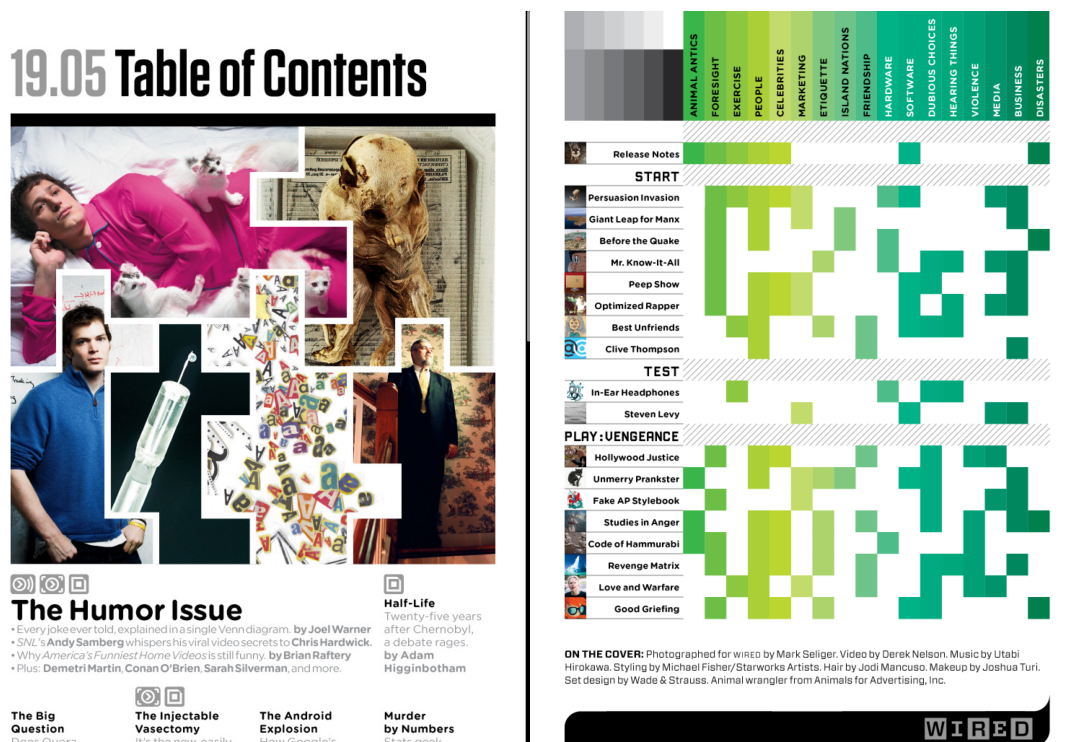 19.05 Table of Contents
The Humor Issue
• Every joke ever told, explained in a single Venn diagram. by Joel Warner
• SNL's Andy Samberg whispers his viral video secrets to Chris Hardwick.
• Why America's Funniest Home Videos is still funny. by Brian Raftery
• Plus: Demetri Martin, Conan O'Brien, Sarah Silverman, and more.
Half-Life
Twenty-five years
after Chernobyl,
a debate rages.
by Adam
Higginbotham
The Big
Question
Does Quora
The Injectable
Vasectomy
It's the new, easily
The Android
Explosion
How Google's
Murder
by Numbers
Stats geek
ANIMAL ANTICS
FORESIGHT
EXERCISE
PEOPLE
CELEBRITIES
MARKETING
ETIQUETTE
ISLAND NATIONS
FRIENDSHIP
HARDWARE
SOFTWARE
DUBIOUS CHOICES
HEARING THINGS
VIOLENCE
MEDIA
BUSINESS
DISASTERS
Release Notes
START
Persuasion Invasion
Giant Leap for Manx
Before the Quake
Mr. Know-It-All
Peep Show
Optimized Rapper
Best Unfriends
Clive Thompson
TEST
In-Ear Headphones
Steven Levy
PLAY:VENGEANCE
Hollywood Justice
Unmerry Prankster
Fake AP Stylebook
Studies in Anger
Code of Hammurabi
Revenge Matrix
Love and Warfare
Good Griefing
ON THE COVER: Photographed for WIRED by Mark Seliger. Video by Derek Nelson. Music by Utabi
Hirokawa. Styling by Michael Fisher/Starworks Artists. Hair by Jodi Mancuso. Makeup by Joshua Turi.
Set design by Wade & Strauss. Animal wrangler from Animals for Advertising, Inc.
WIRED